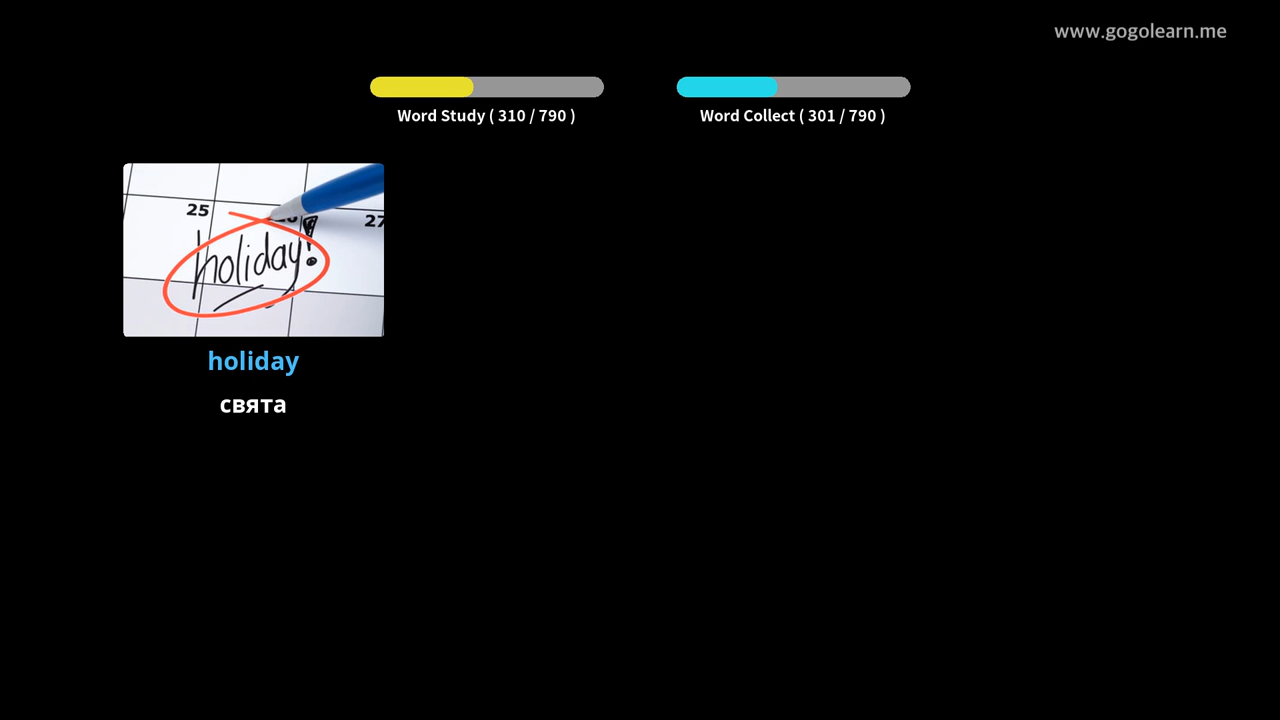 www.gogolearn.me
Word Study ( 310 / 790 )
Word Collect ( 301 / 790 )
25
27
holiday!
holiday
свята